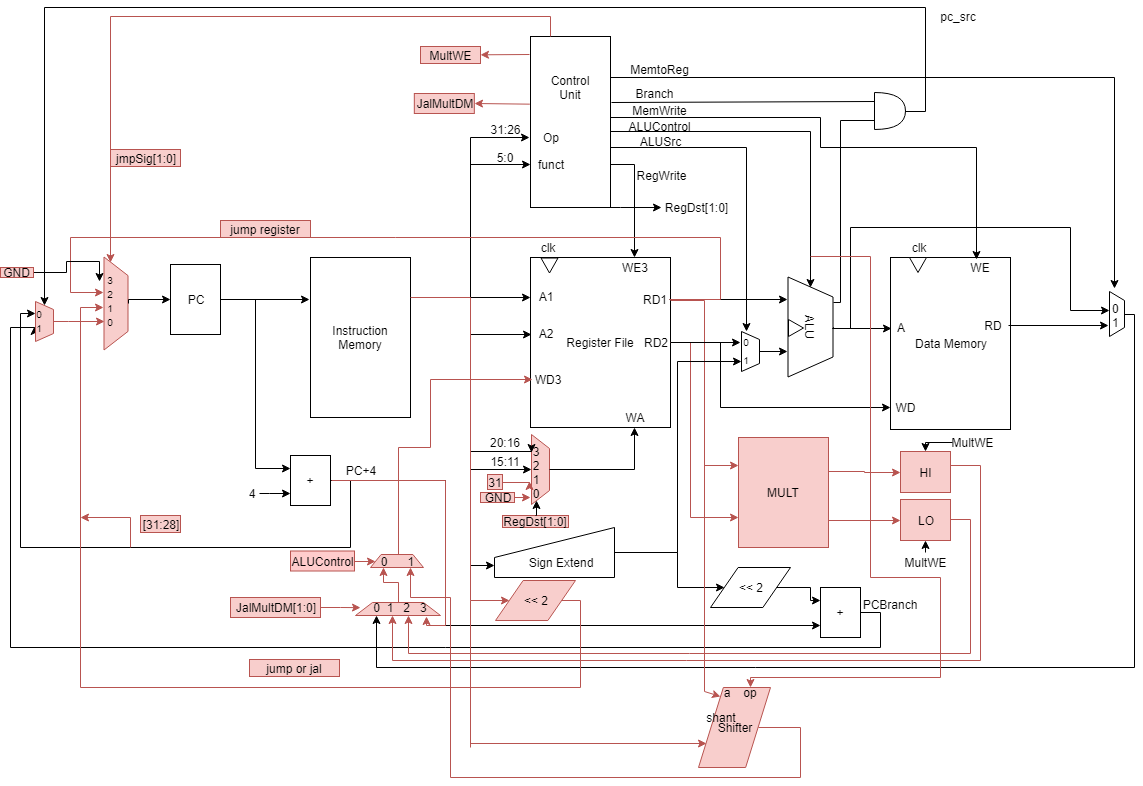 pc_src
MultWE
JalMultDM
Control
Unit
Op
funct
31:26
5:0
MemtoReg
Branch
MemWrite
ALUControl
ALUSrc
RegWrite
RegDst[1:0]
jmpSig[1:0]
jump register
GND
3
2
1
0
0
1
PC
Instruction
Memory
clk
WE3
A1
A2
WD3
RD1
RD2
Register File
WA
0
1
ALU
clk
WE
A
RD
Data Memory
WD
0
1
20:16
15:11
31
GND
3
2
1
0
RegDst[1:0]
PC+4
+
4
[31:28]
MULT
HI
LO
MultWE
MultWE
ALUControl
0 1
Sign Extend
<< 2
<< 2
+
PCBranch
JalMultDM[1:0]
0 1 2 3
jump or jal
a op
shant
Shifter